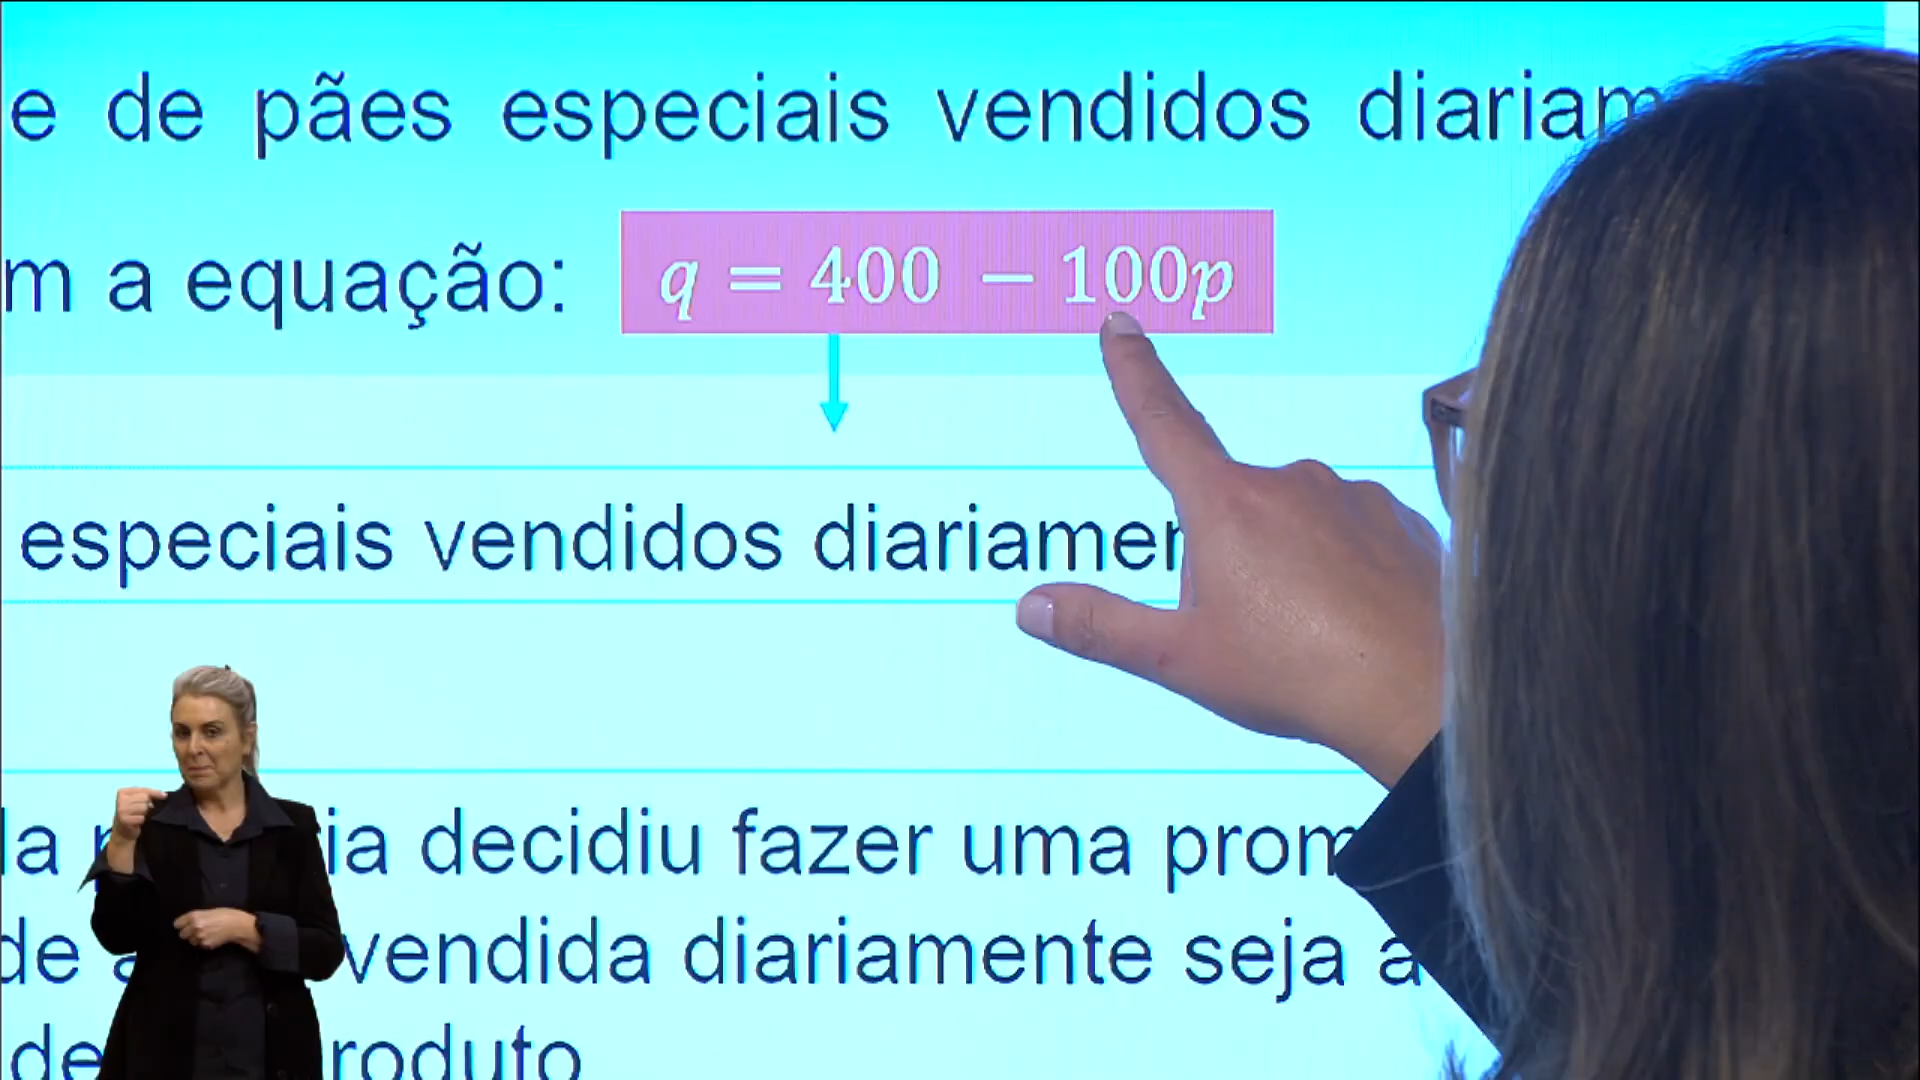 e de pães especiais vendidos diariam
m a equação: q = 400 − 100p
especiais vendidos diariamen
la ia decidiu fazer uma prom
de a vendida diariamente seja a
de roduto